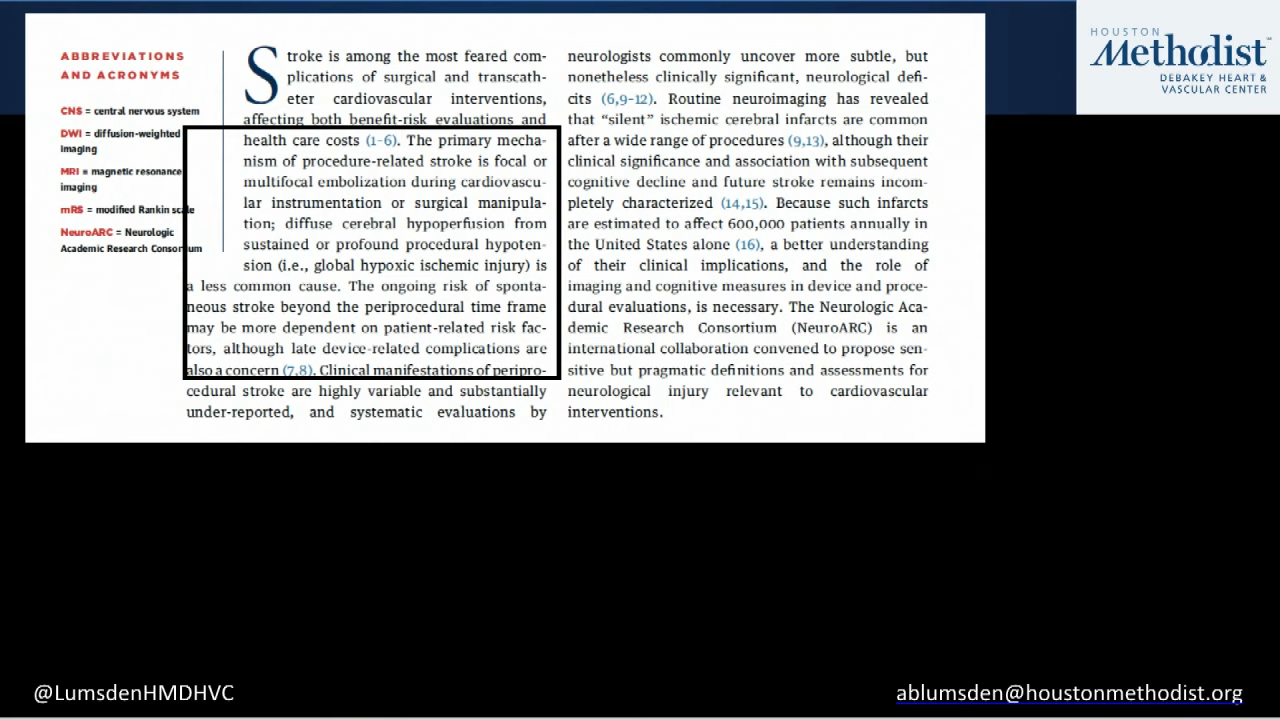 HOUSTON
Methodist
DEBAKEY HEART &
VASCULAR CENTER
ABBREVIATIONS
AND ACRONYMS
CNS = central nervous system
DWI = diffusion-weighted
imaging
MRI = magnetic resonance
imaging
mRS = modified Rankin scale
NeuroARC = Neurologic
Academic Research Consortium
Stroke is among the most feared com-
plications of surgical and transcath-
eter cardiovascular interventions,
affecting both benefit-risk evaluations and
health care costs (1-6). The primary mecha-
nism of procedure-related stroke is focal or
multifocal embolization during cardiovascu-
lar instrumentation or surgical manipula-
tion; diffuse cerebral hypoperfusion from
sustained or profound procedural hypoten-
sion (i.e., global hypoxic ischemic injury) is
a less common cause. The ongoing risk of sponta-
neous stroke beyond the periprocedural time frame
may be more dependent on patient-related risk fac-
tors, although late device-related complications are
also a concern (7,8). Clinical manifestations of peripro-
cedural stroke are highly variable and substantially
under-reported, and systematic evaluations by
neurologists commonly uncover more subtle, but
nonetheless clinically significant, neurological defi-
cits (6,9-12). Routine neuroimaging has revealed
that “silent” ischemic cerebral infarcts are common
after a wide range of procedures (9,13), although their
clinical significance and association with subsequent
cognitive decline and future stroke remains incom-
pletely characterized (14,15). Because such infarcts
are estimated to affect 600,000 patients annually in
the United States alone (16), a better understanding
of their clinical implications, and the role of
imaging and cognitive measures in device and proce-
dural evaluations, is necessary. The Neurologic Aca-
demic Research Consortium (NeuroARC) is an
international collaboration convened to propose sen-
sitive but pragmatic definitions and assessments for
neurological injury relevant to cardiovascular
interventions.
@LumsdenHMDHVC
ablumsden@houstonmethodist.org